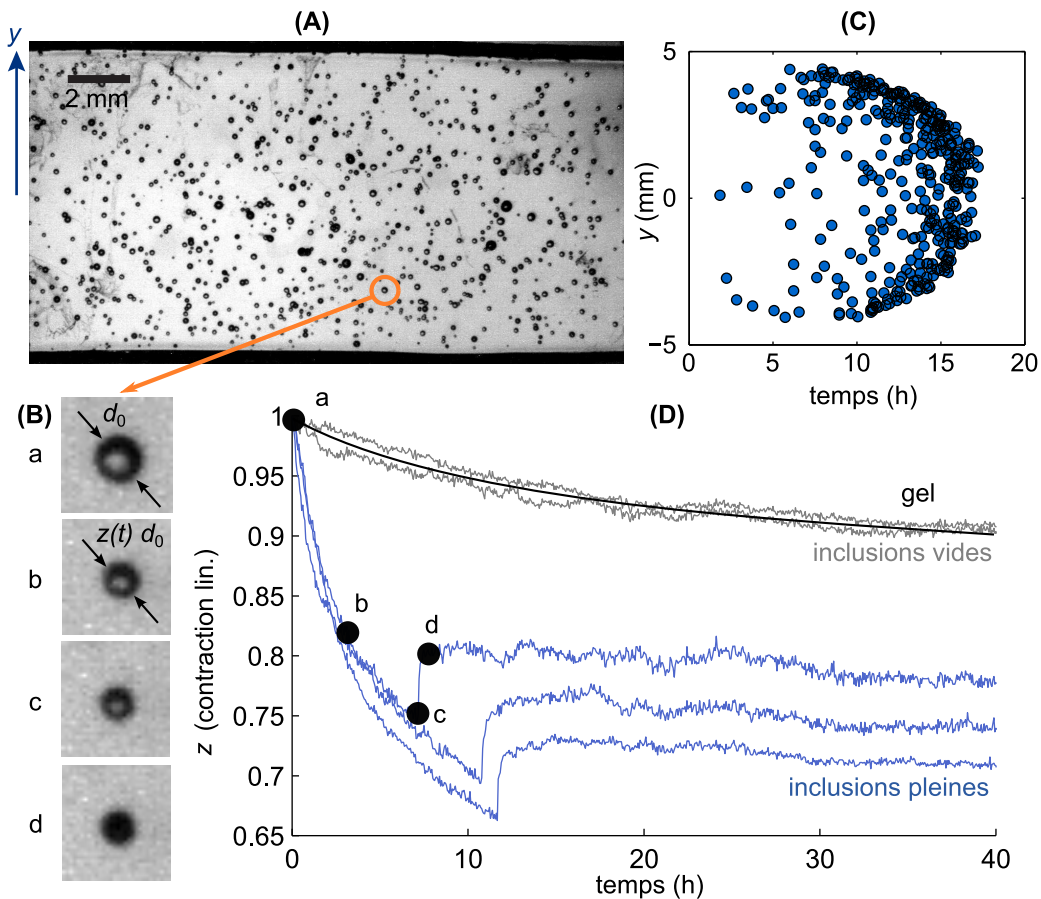 (A)
y
2 mm
(C)
5
0
−5
y (mm)
0
5
10
15
20
temps (h)
(B)
a
d0
b
z(t) d0
c
d
(D)
1
0.95
0.9
0.85
0.8
0.75
0.7
0.65
z (contraction lin.)
a
gel
inclusions vides
b
d
c
inclusions pleines
0
10
20
30
40
temps (h)